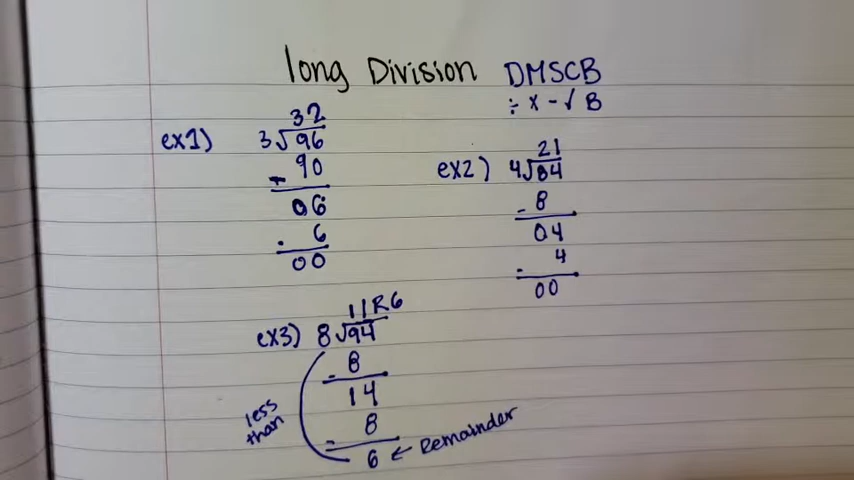 long Division DMSCB
÷ x - √ B
ex1) 32
3√96
- 90
06
- 6
00
ex2) 21
4√84
- 8
04
- 4
00
ex3) 11R6
8√94
- 8
14
- 8
6 ← Remainder
less
than